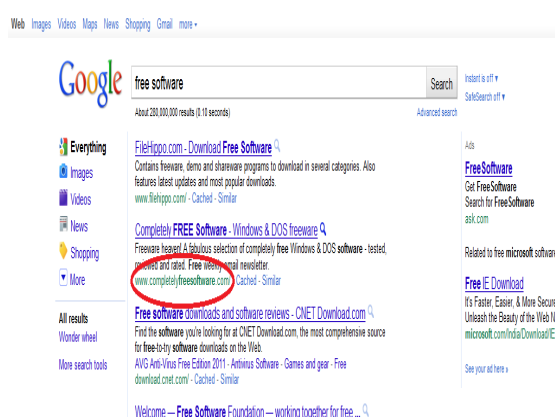 Web Images Videos Maps News Shopping Gmail more
Google
free software
Search
Instant is off
SafeSearch off
About 280,000,000 results (0.10 seconds)
Advanced search
Everything
Images
Videos
News
Shopping
More
All results
Wonder wheel
More search tools
FileHippo.com - Download Free Software
Contains freeware, demo and shareware programs to download in several categories. Also
features latest updates and most popular downloads.
www.filehippo.com/ - Cached - Similar
Completely FREE Software - Windows & DOS freeware
Freeware heaven! A fabulous selection of completely free Windows & DOS software - tested,
reviewed and rated. Free weekly email newsletter.
www.completelyfreesoftware.com/ - Cached - Similar
Free software downloads and software reviews - CNET Download.com
Find the software you're looking for at CNET Download.com, the most comprehensive source
for free-to-try software downloads on the Web.
AVG Anti-Virus Free Edition 2011 - Antivirus Software - Games and gear - Free
download.cnet.com/ - Cached - Similar
Welcome — Free Software Foundation — working together for free ...
Ads
Free Software
Get Free Software
Search for Free Software
ask.com
Related to free microsoft software
Free IE Download
It's Faster, Easier, & More Secure
Unleash the Beauty of the Web N
microsoft.com/India/Download/IE
See your ad here »